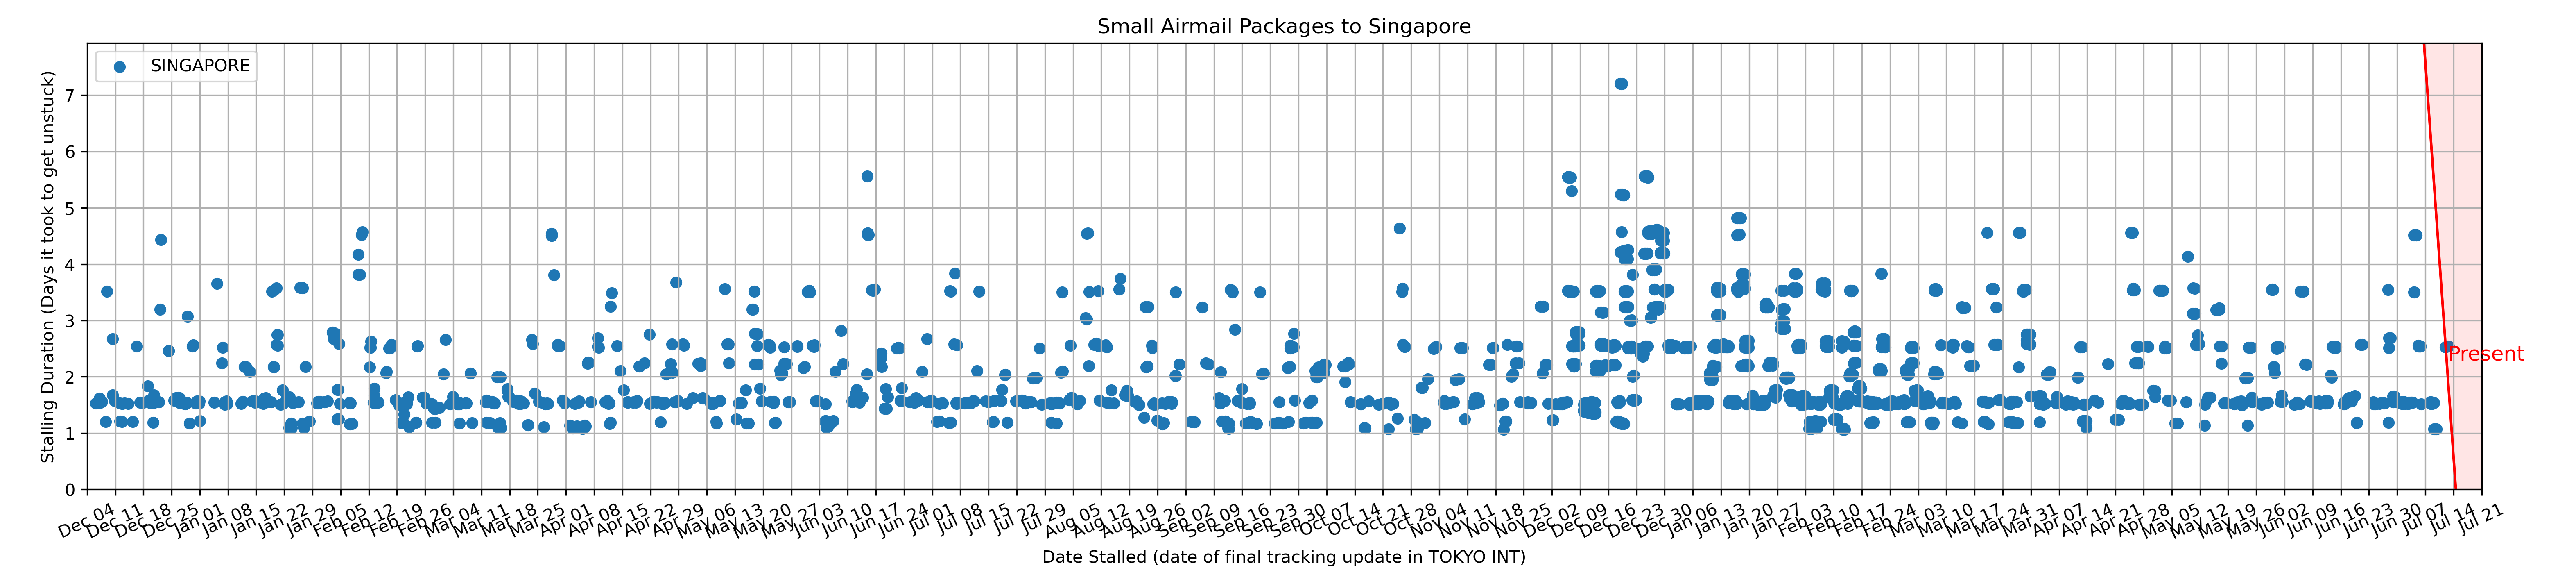 Small Airmail Packages to Singapore
SINGAPORE
Stalling Duration (Days it took to get unstuck)
7
6
5
4
3
2
1
0
Present
Dec 04
Dec 11
Dec 18
Dec 25
Jan 01
Jan 08
Jan 15
Jan 22
Jan 29
Feb 05
Feb 12
Feb 19
Feb 26
Mar 04
Mar 11
Mar 18
Mar 25
Apr 01
Apr 08
Apr 15
Apr 22
Apr 29
May 06
May 13
May 20
May 27
Jun 03
Jun 10
Jun 17
Jun 24
Jul 01
Jul 08
Jul 15
Jul 22
Jul 29
Aug 05
Aug 12
Aug 19
Aug 26
Sep 02
Sep 09
Sep 16
Sep 23
Sep 30
Oct 07
Oct 14
Oct 21
Oct 28
Nov 04
Nov 11
Nov 18
Nov 25
Dec 02
Dec 09
Dec 16
Dec 23
Dec 30
Jan 06
Jan 13
Jan 20
Jan 27
Feb 03
Feb 10
Feb 17
Feb 24
Mar 03
Mar 10
Mar 17
Mar 24
Mar 31
Apr 07
Apr 14
Apr 21
Apr 28
May 05
May 12
May 19
May 26
Jun 02
Jun 09
Jun 16
Jun 23
Jun 30
Jul 07
Jul 14
Jul 21
Date Stalled (date of final tracking update in TOKYO INT)